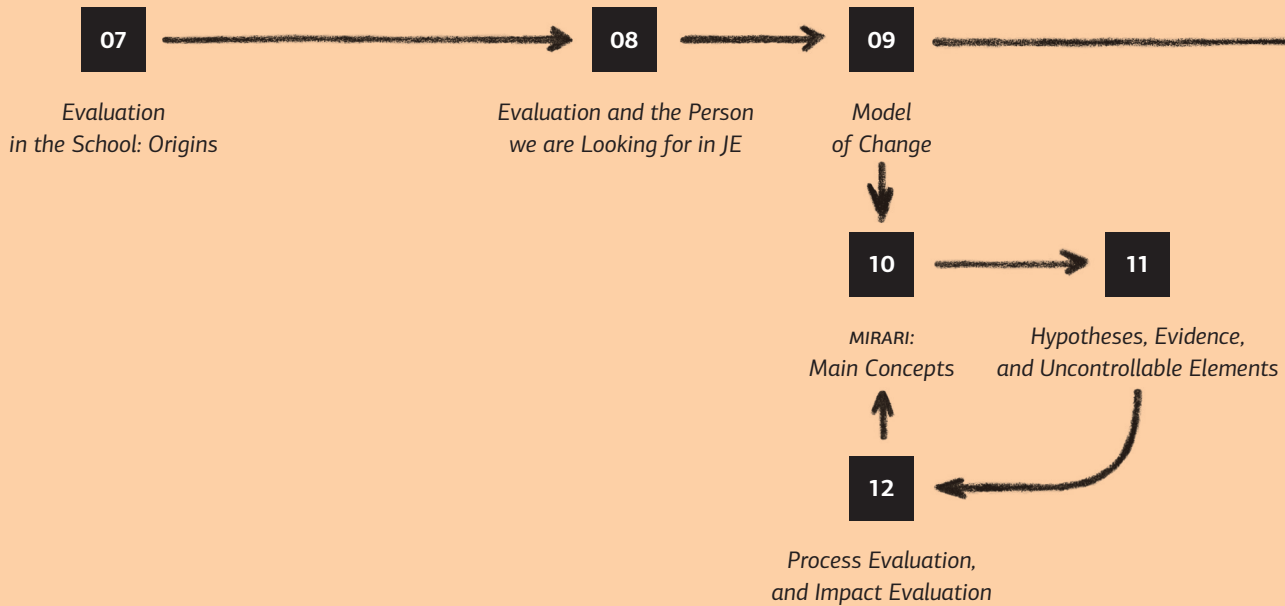 07
08
09
Evaluation
in the School: Origins
Evaluation and the Person
we are Looking for in JE
Model
of Change
10
11
MIRARI:
Main Concepts
Hypotheses, Evidence,
and Uncontrollable Elements
12
Process Evaluation,
and Impact Evaluation